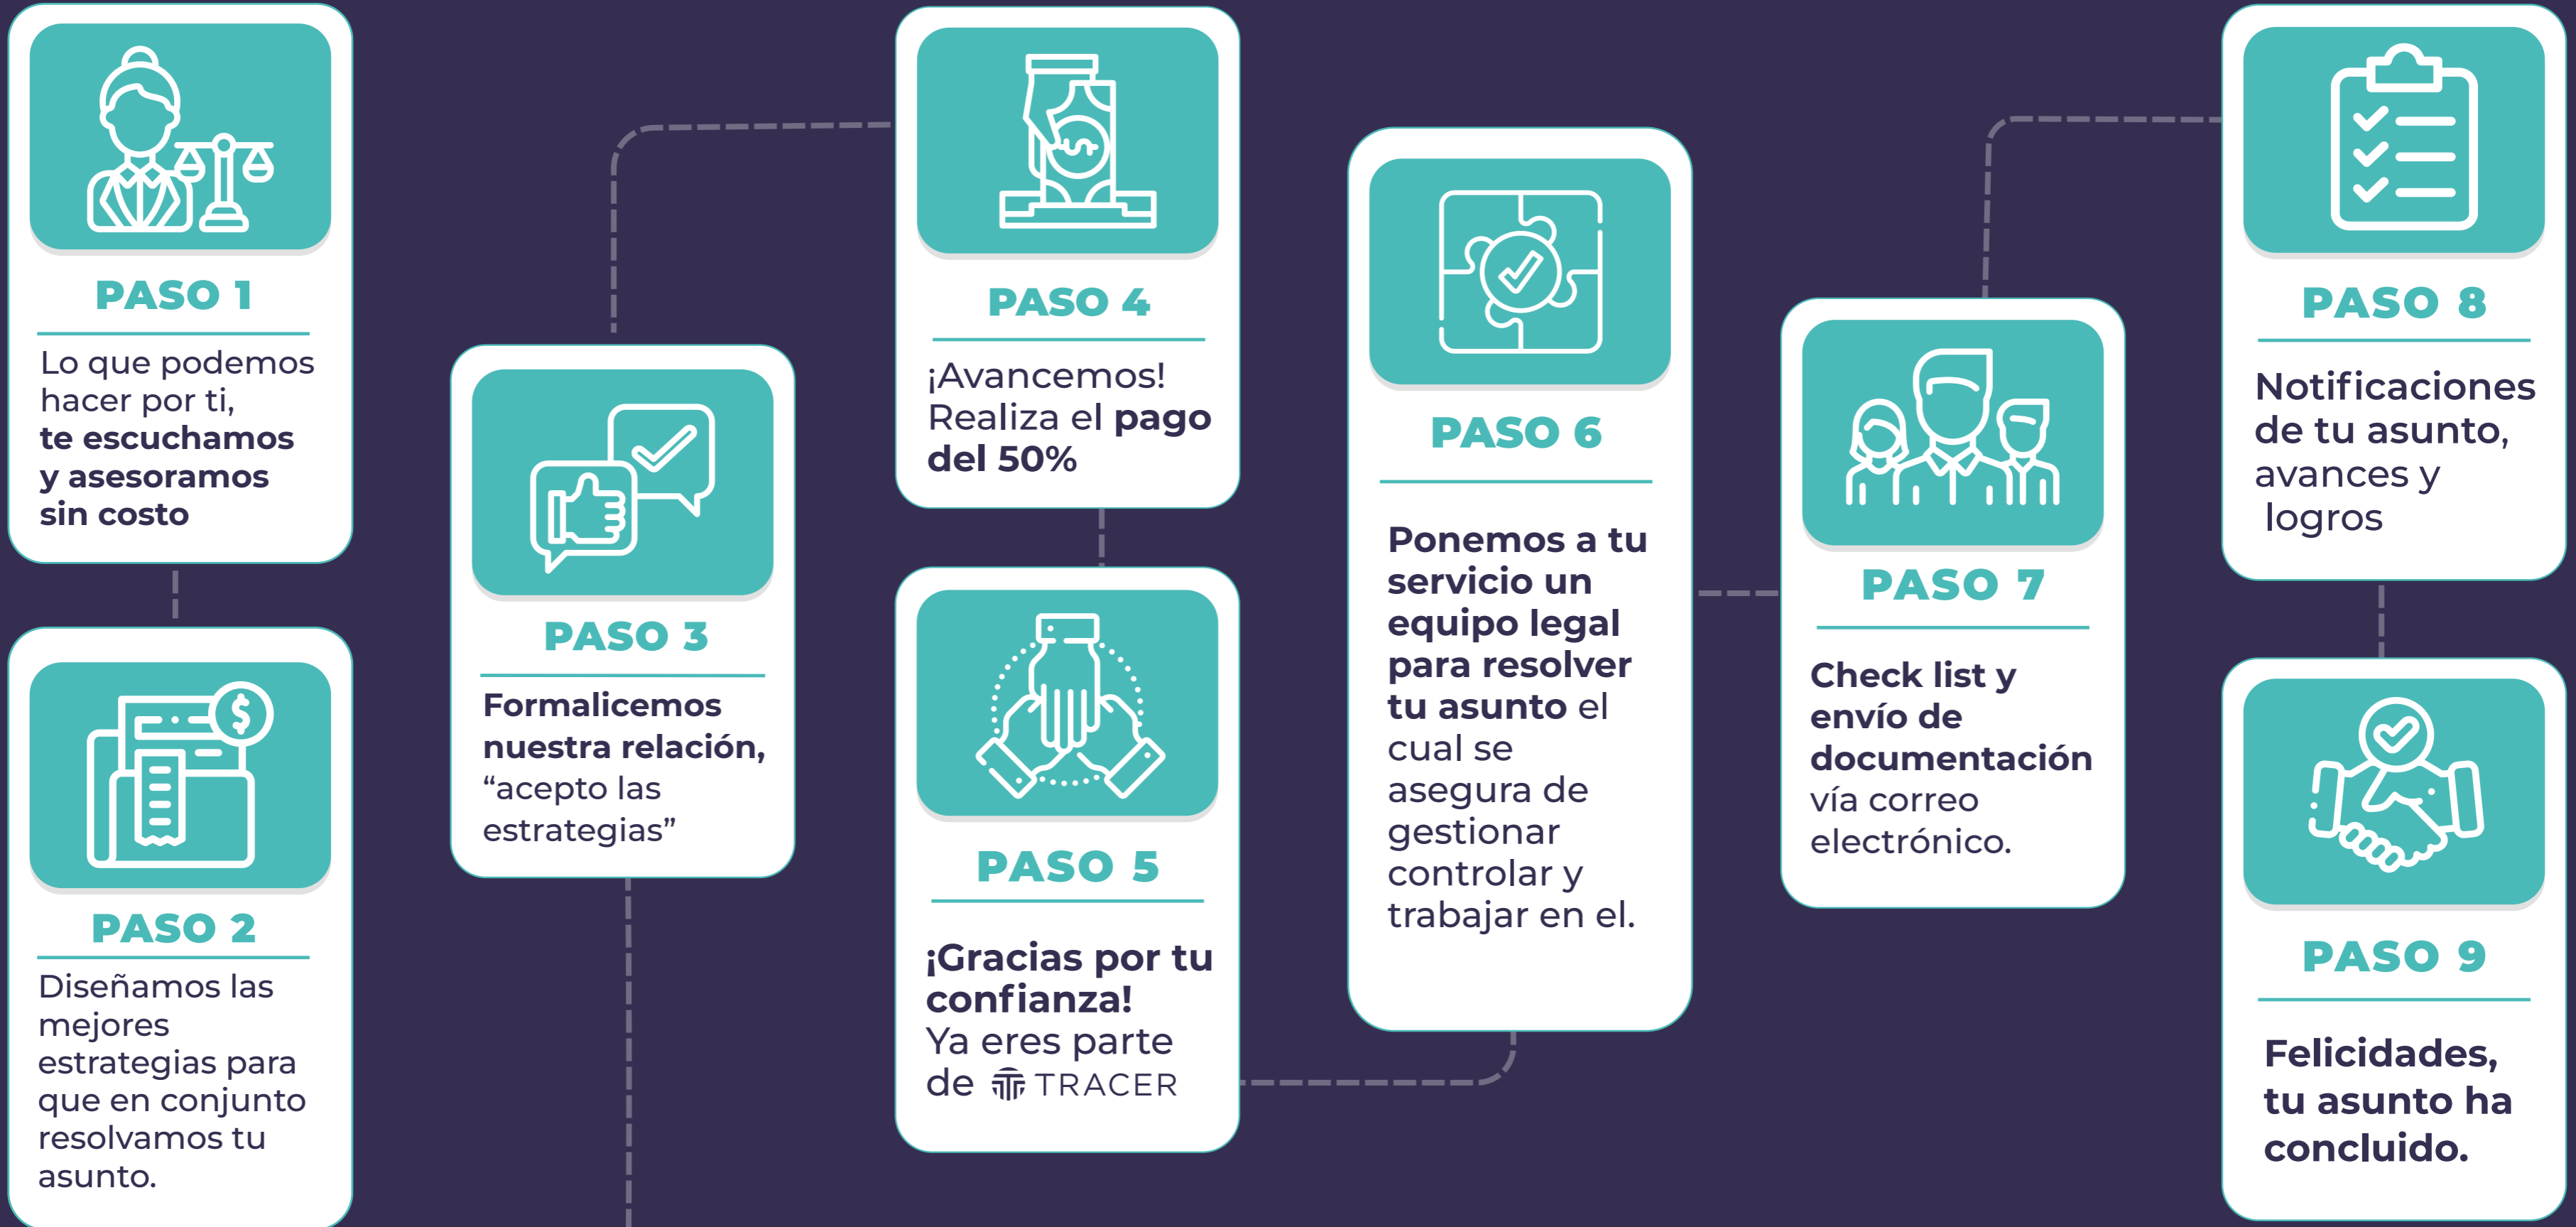 PASO 1
Lo que podemos
hacer por ti,
te escuchamos
y asesoramos
sin costo
PASO 2
Diseñamos las
mejores
estrategias para
que en conjunto
resolvamos tu
asunto.
PASO 3
Formalicemos
nuestra relación,
“acepto las
estrategias”
PASO 4
¡Avancemos!
Realiza el pago
del 50%
PASO 5
¡Gracias por tu
confianza!
Ya eres parte
de TRACER
PASO 6
Ponemos a tu
servicio un
equipo legal
para resolver
tu asunto el
cual se
asegura de
gestionar
controlar y
trabajar en el.
PASO 7
Check list y
envío de
documentación
vía correo
electrónico.
PASO 8
Notificaciones
de tu asunto,
avances y
logros
PASO 9
Felicidades,
tu asunto ha
concluido.